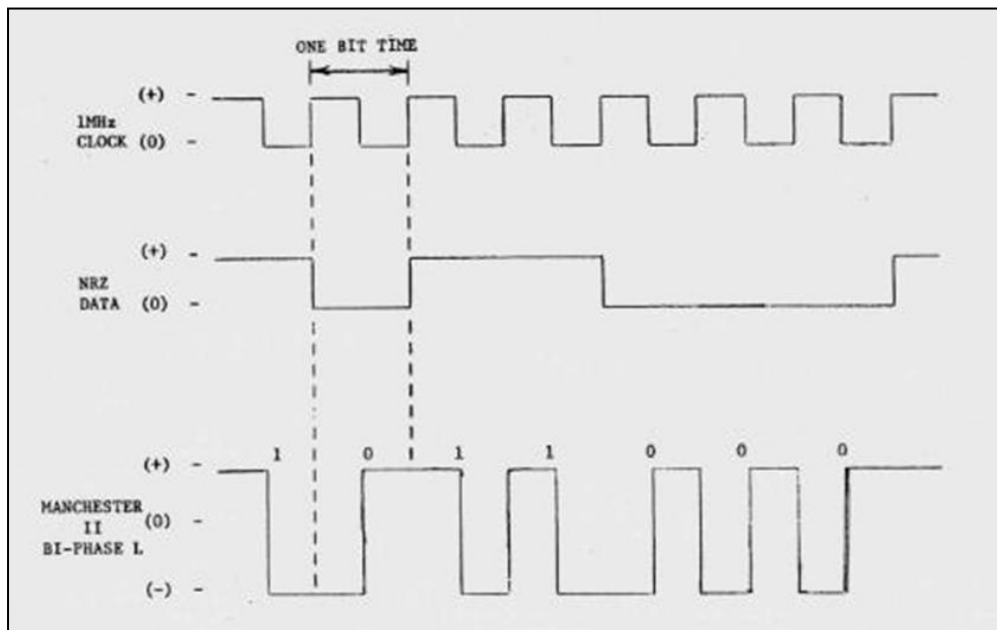 ONE BIT TIME
(+) -
1MHz
CLOCK (0) -
(+) -
NRZ
DATA (0) -
1 0 1 1 0 0 0
(+) -
MANCHESTER (0) -
II
BI-PHASE L
(-) -